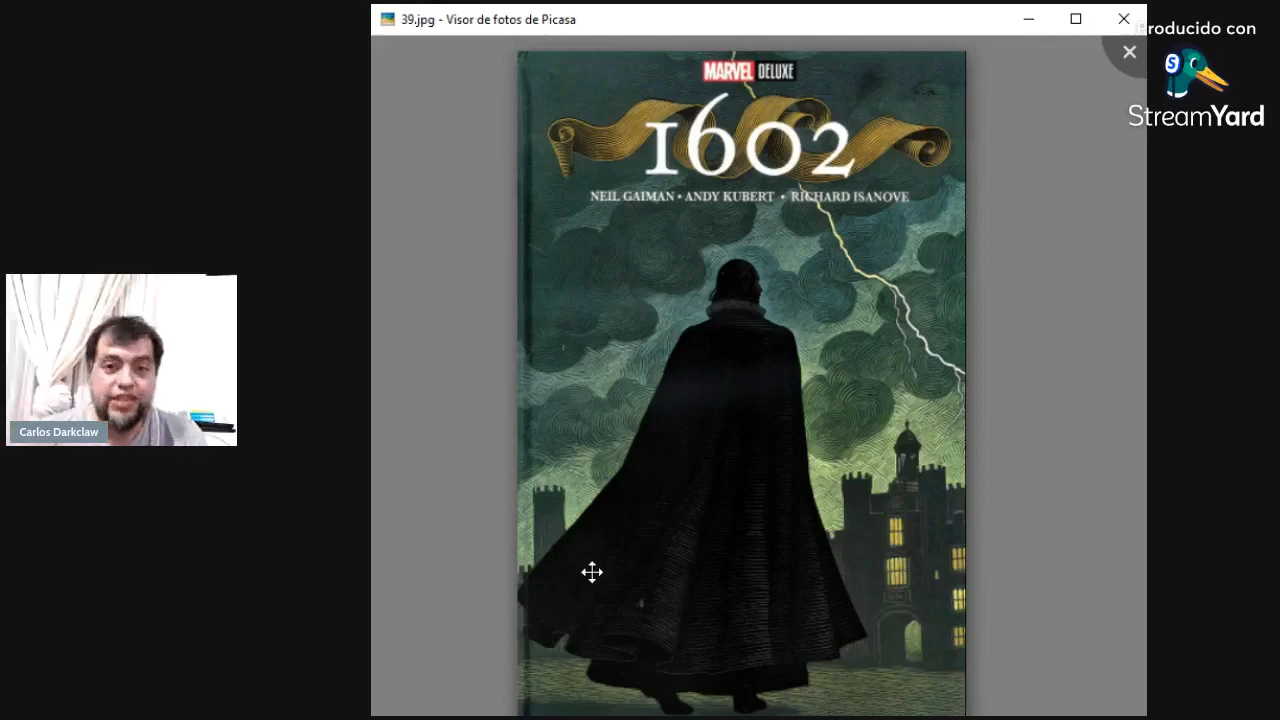 39.jpg - Visor de fotos de Picasa
Producido con
StreamYard
MARVEL DELUXE
1602
NEIL GAIMAN • ANDY KUBERT • RICHARD ISANOVE
Carlos Darkclaw